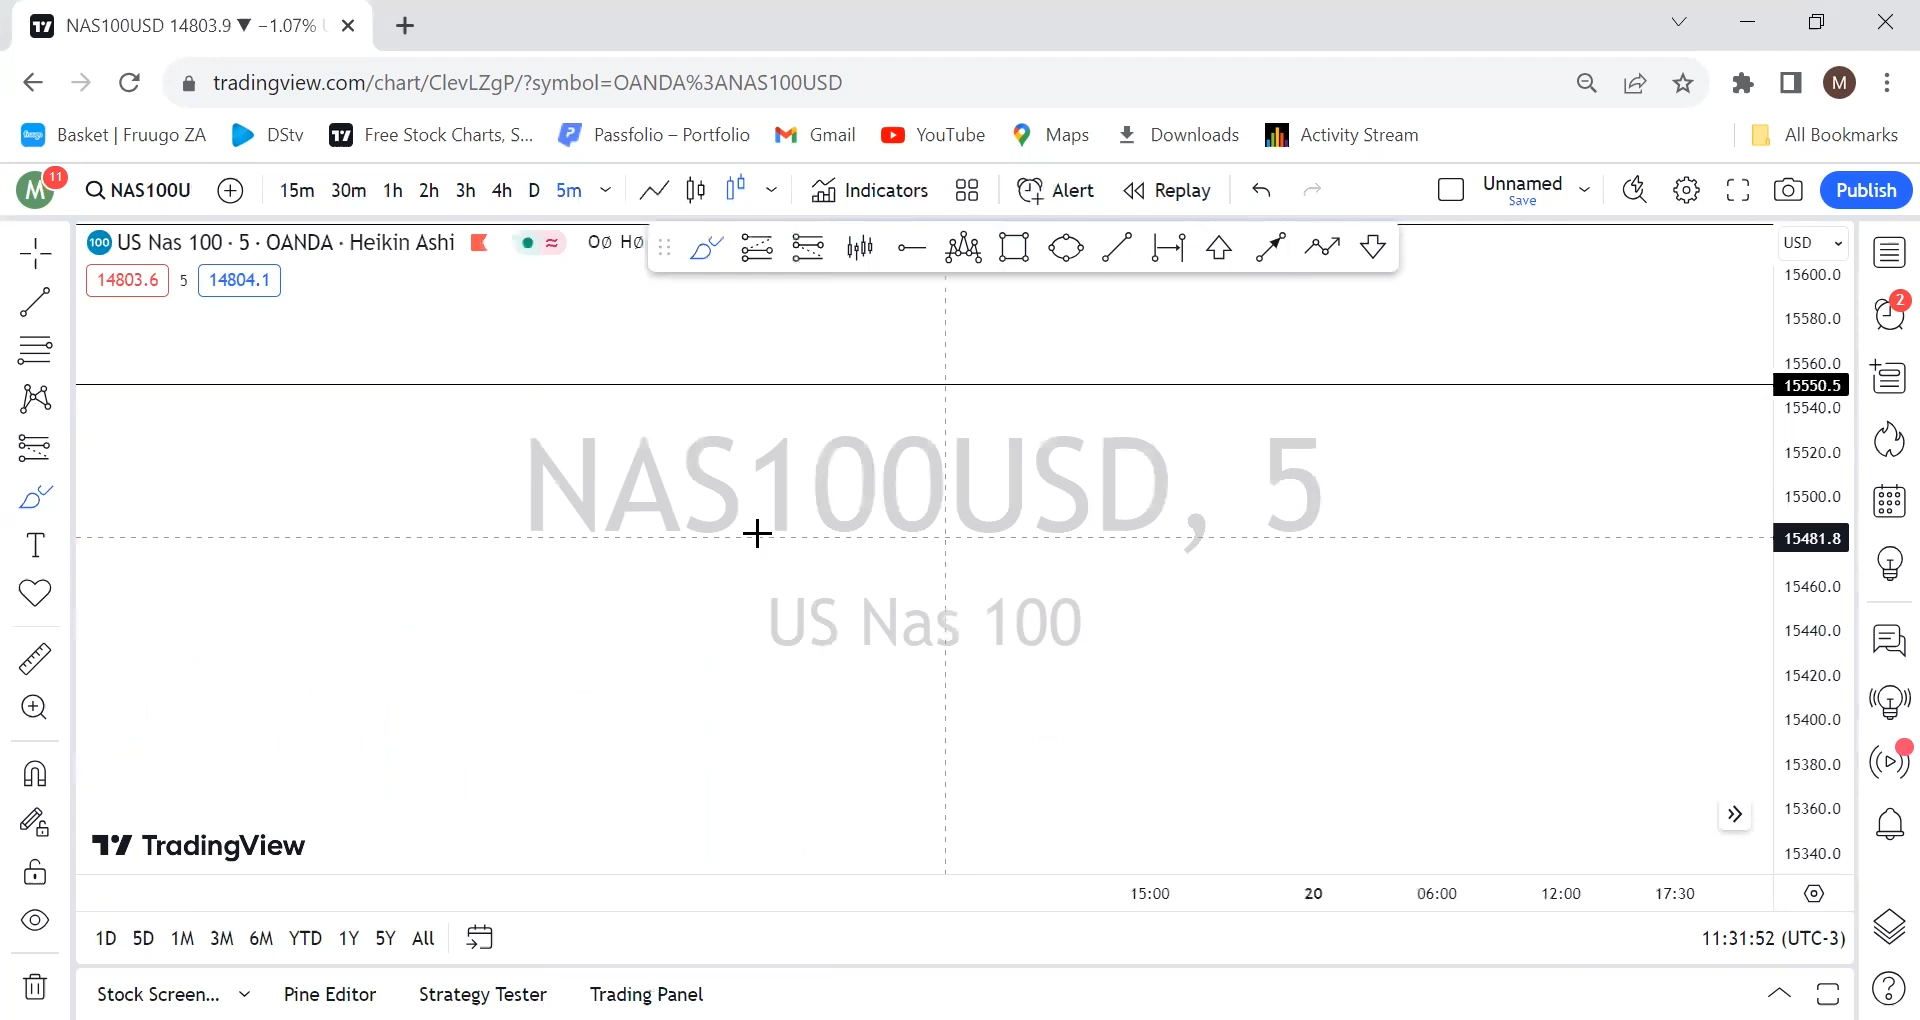 NAS100USD 14803.9 ▼ −1.07%
tradingview.com/chart/ClevLZgP/?symbol=OANDA%3ANAS100USD
M
Basket | Fruugo ZA
DStv
Free Stock Charts, S...
Passfolio – Portfolio
Gmail
YouTube
Maps
Downloads
Activity Stream
All Bookmarks
M 11
NAS100U
15m 30m 1h 2h 3h 4h D 5m
Indicators
Alert
Replay
Unnamed
Save
Publish
100 US Nas 100 · 5 · OANDA · Heikin Ashi
O∅ H∅
USD
14803.6 5 14804.1
15600.0
15580.0
15560.0
15550.5
15540.0
15520.0
15500.0
15481.8
15460.0
15440.0
15420.0
15400.0
15380.0
15360.0
15340.0
2
NAS100USD, 5
US Nas 100
TradingView
15:00 20 06:00 12:00 17:30
1D 5D 1M 3M 6M YTD 1Y 5Y All
11:31:52 (UTC-3)
Stock Screen...
Pine Editor
Strategy Tester
Trading Panel